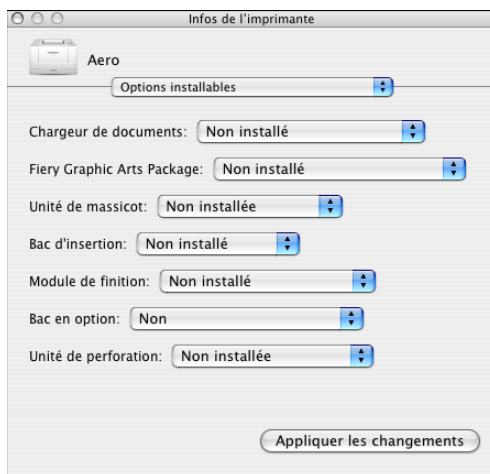 Infos de l'imprimante
Aero
Options installables
Chargeur de documents: Non installé
Fiery Graphic Arts Package: Non installé
Unité de massicot: Non installée
Bac d'insertion: Non installé
Module de finition: Non installé
Bac en option: Non
Unité de perforation: Non installée
Appliquer les changements